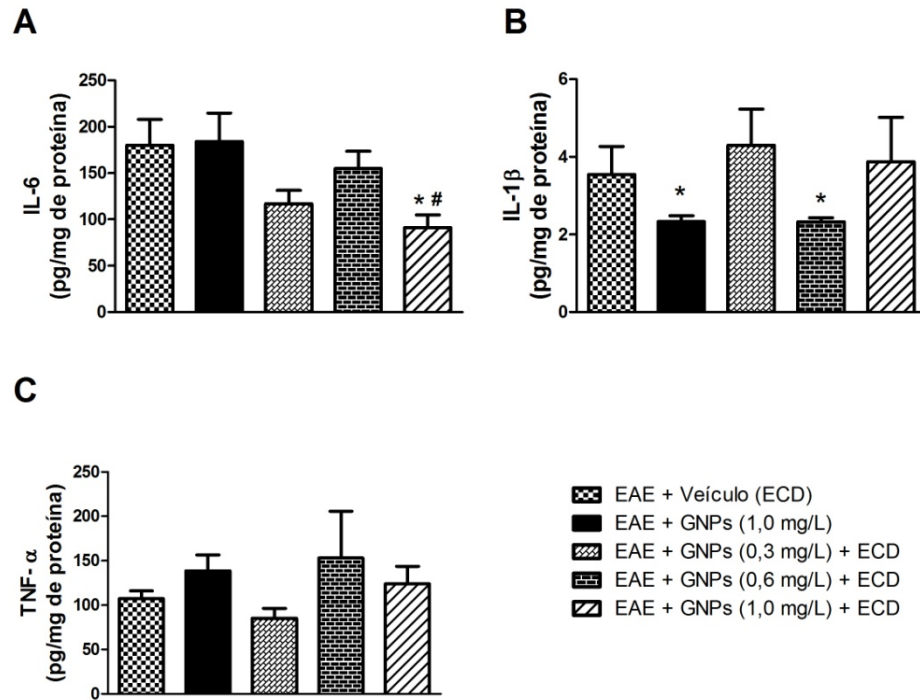 A
IL-6
(pg/mg de proteína)
250
200
150
100
50
0
* #
B
IL-1β
(pg/mg de proteína)
6
4
2
0
*
*
C
TNF- α
(pg/mg de proteína)
250
200
150
100
50
0
EAE + Veículo (ECD)
EAE + GNPs (1,0 mg/L)
EAE + GNPs (0,3 mg/L) + ECD
EAE + GNPs (0,6 mg/L) + ECD
EAE + GNPs (1,0 mg/L) + ECD